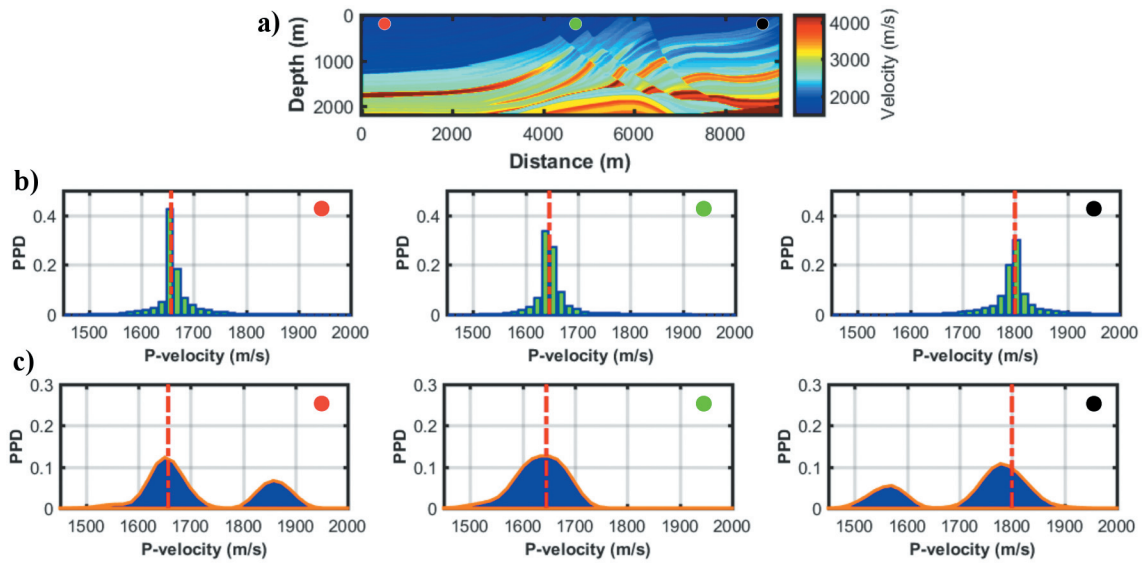 a)
Depth (m)
0
1000
2000
0 2000 4000 6000 8000
Distance (m)
4000
3000
2000
Velocity (m/s)
b)
PPD
0.4
0.2
0
1500 1600 1700 1800 1900 2000
P-velocity (m/s)
PPD
0.4
0.2
0
1500 1600 1700 1800 1900 2000
P-velocity (m/s)
PPD
0.4
0.2
0
1500 1600 1700 1800 1900 2000
P-velocity (m/s)
c)
PPD
0.3
0.2
0.1
0
1500 1600 1700 1800 1900 2000
P-velocity (m/s)
PPD
0.3
0.2
0.1
0
1500 1600 1700 1800 1900 2000
P-velocity (m/s)
PPD
0.3
0.2
0.1
0
1500 1600 1700 1800 1900 2000
P-velocity (m/s)